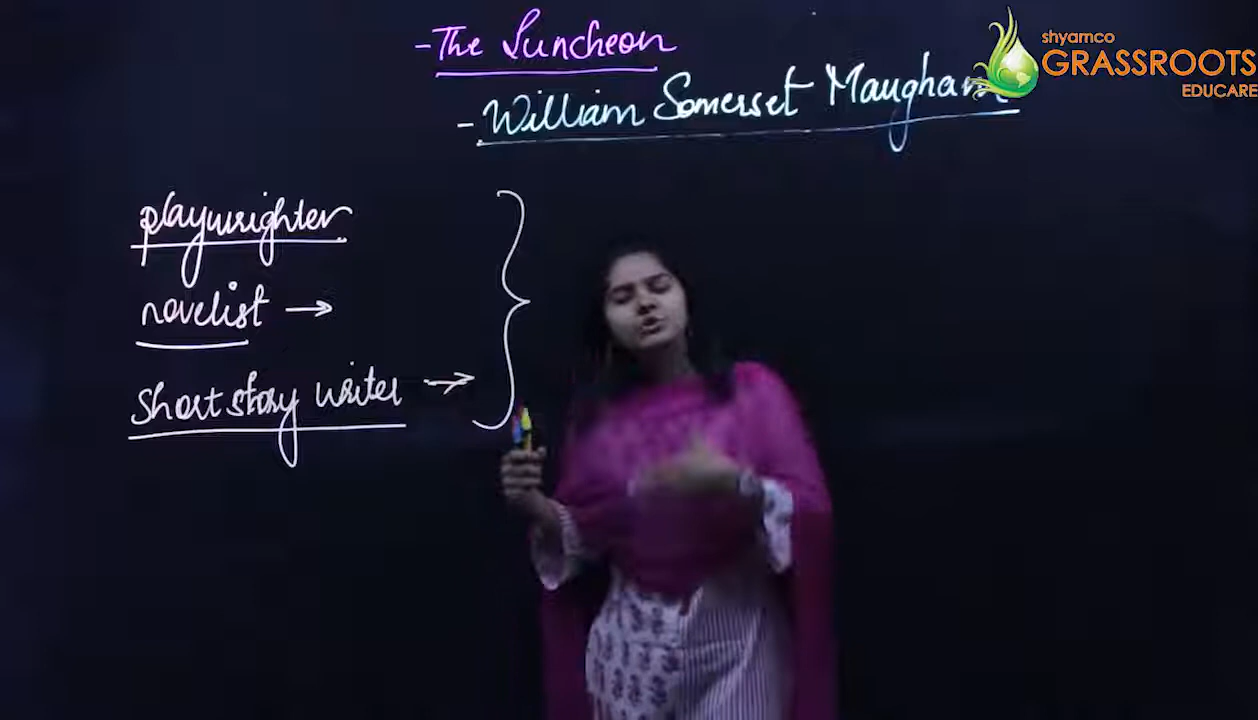 - The Luncheon
- William Somerset Maugham
shyamco
GRASSROOTS
EDUCARE
playwrighter
novelist →
Short story writer →